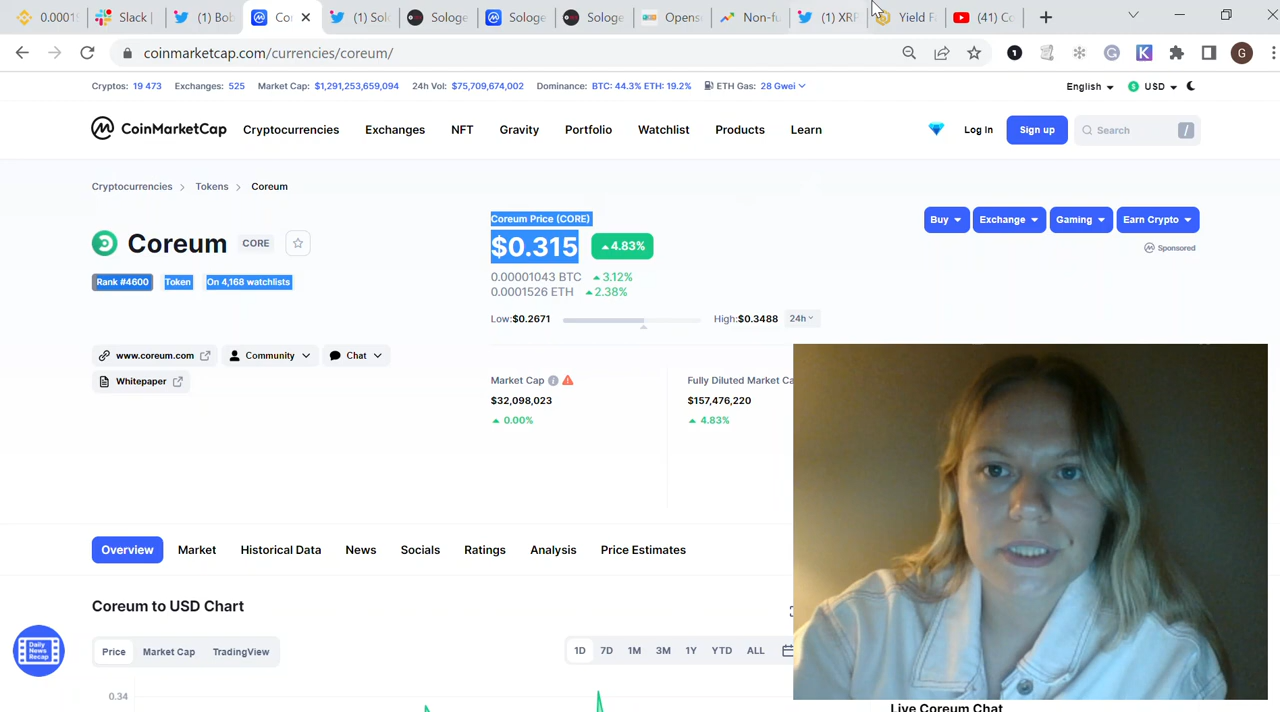 0.0001
Slack |
(1) Bob
Co
(1) Solo
Sologe
Sologe
Sologe
Opens
Non-fu
(1) XRP
Yield F
(41) Co
coinmarketcap.com/currencies/coreum/
G
Cryptos: 19 473 Exchanges: 525 Market Cap: $1,291,253,659,094 24h Vol: $75,709,674,002 Dominance: BTC: 44.3% ETH: 19.2% ETH Gas: 28 Gwei English USD
CoinMarketCap Cryptocurrencies Exchanges NFT Gravity Portfolio Watchlist Products Learn Log In Sign up Search /
Cryptocurrencies > Tokens > Coreum
Coreum CORE
Rank #4600 Token On 4,168 watchlists
www.coreum.com Community Chat
Whitepaper
Coreum Price (CORE)
$0.315 4.83%
0.00001043 BTC 3.12%
0.0001526 ETH 2.38%
Low:$0.2671 High:$0.3488 24h
Buy Exchange Gaming Earn Crypto
Sponsored
Market Cap Fully Diluted Market Ca
$32,098,023 $157,476,220
0.00% 4.83%
Overview Market Historical Data News Socials Ratings Analysis Price Estimates
Coreum to USD Chart
Price Market Cap TradingView 1D 7D 1M 3M 1Y YTD ALL
Daily
News
Recap
0.34
Live Coreum Chat